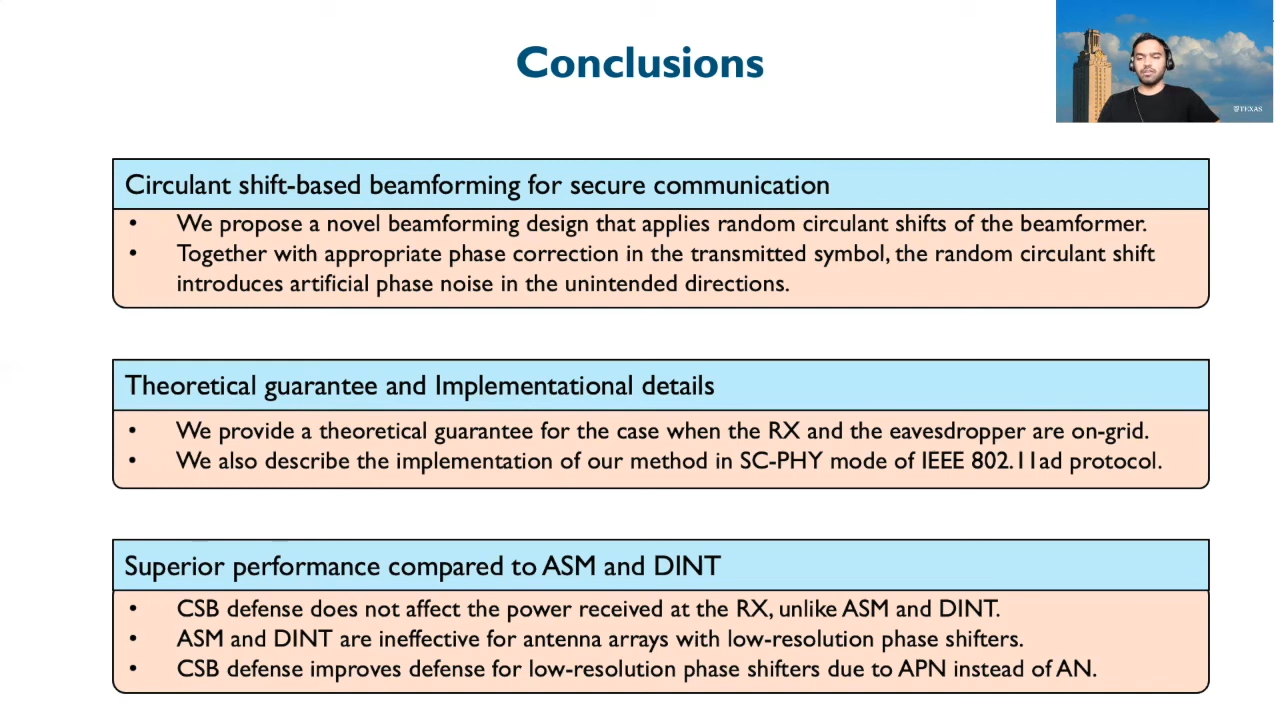 Conclusions
TEXAS
Circulant shift-based beamforming for secure communication
• We propose a novel beamforming design that applies random circulant shifts of the beamformer.
• Together with appropriate phase correction in the transmitted symbol, the random circulant shift
introduces artificial phase noise in the unintended directions.
Theoretical guarantee and Implementational details
• We provide a theoretical guarantee for the case when the RX and the eavesdropper are on-grid.
• We also describe the implementation of our method in SC-PHY mode of IEEE 802.11ad protocol.
Superior performance compared to ASM and DINT
• CSB defense does not affect the power received at the RX, unlike ASM and DINT.
• ASM and DINT are ineffective for antenna arrays with low-resolution phase shifters.
• CSB defense improves defense for low-resolution phase shifters due to APN instead of AN.